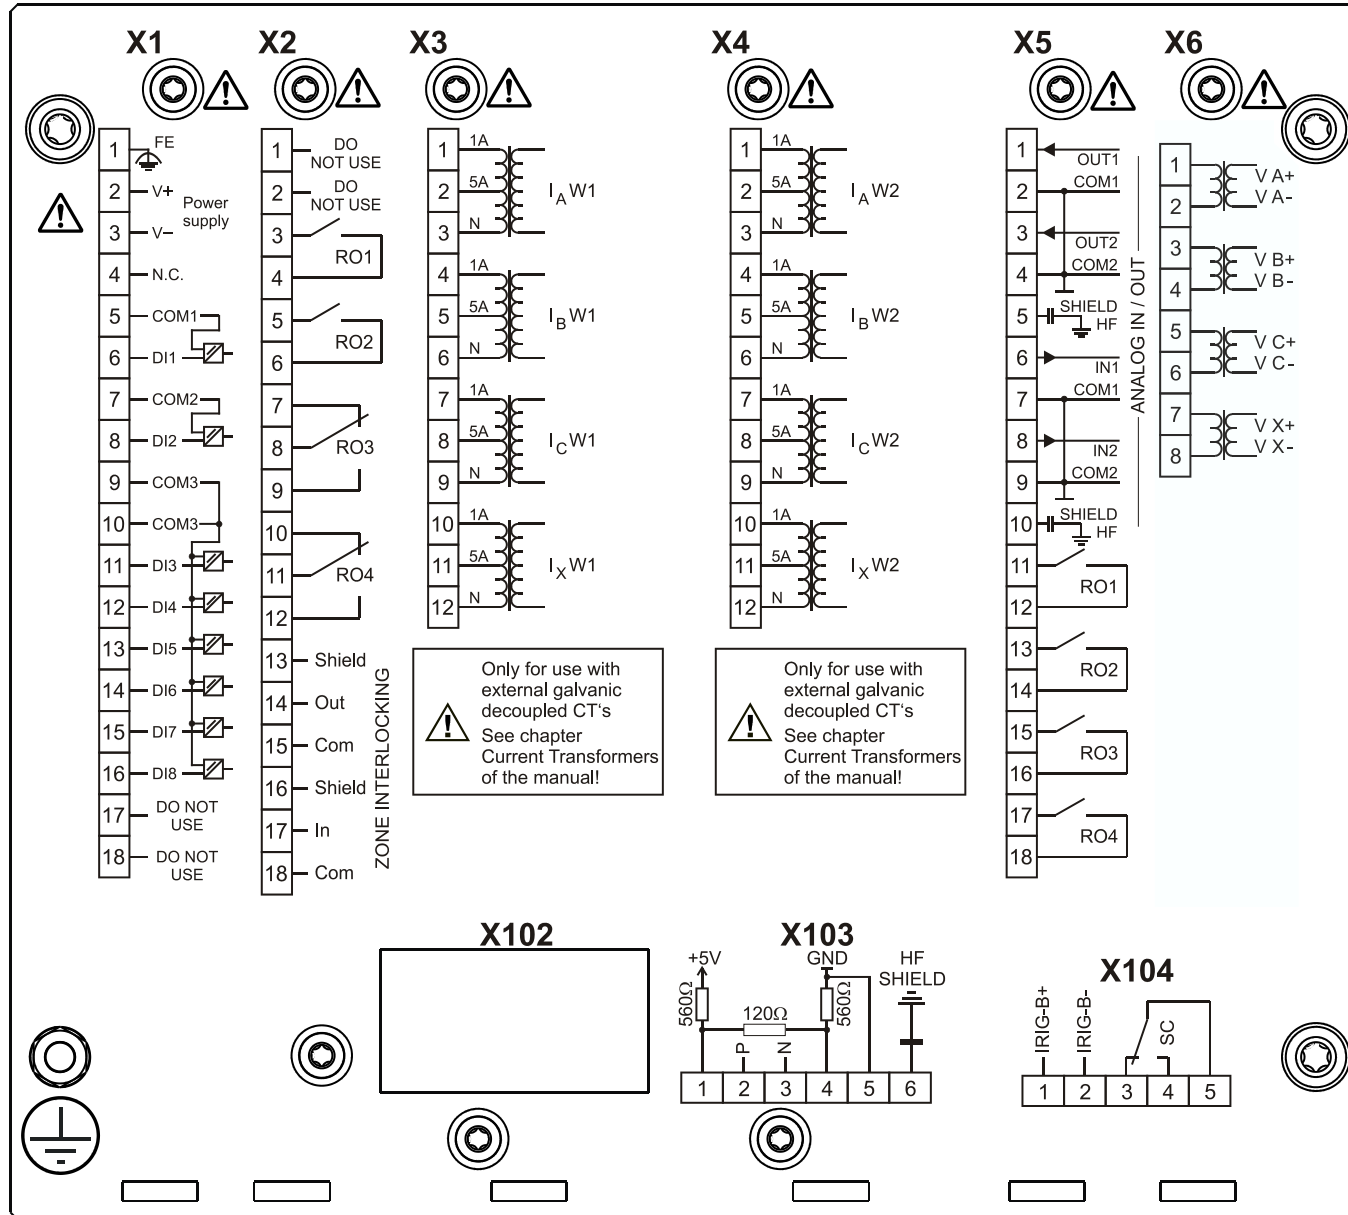 X1
X2
X3
X4
X5
X6
1 FE
2 V+
Power
supply
3 V–
4 N.C.
5 COM1
6 DI1
7 COM2
8 DI2
9 COM3
10 COM3
11 DI3
12 DI4
13 DI5
14 DI6
15 DI7
16 DI8
17 DO NOT
USE
18 DO NOT
USE
1 DO
NOT USE
2 DO
NOT USE
3
RO1
4
5
RO2
6
7
8 RO3
9
10
11 RO4
12
13 Shield
14 Out
15 Com
16 Shield
17 In
18 Com
ZONE INTERLOCKING
1 1A
2 5A IA W1
3 N
4 1A
5 5A IB W1
6 N
7 1A
8 5A IC W1
9 N
10 1A
11 5A IX W1
12 N
Only for use with
external galvanic
decoupled CT‘s
See chapter
Current Transformers
of the manual!
1 1A
2 5A IA W2
3 N
4 1A
5 5A IB W2
6 N
7 1A
8 5A IC W2
9 N
10 1A
11 5A IX W2
12 N
Only for use with
external galvanic
decoupled CT‘s
See chapter
Current Transformers
of the manual!
1 OUT1
2 COM1
3 OUT2
4 COM2
5 SHIELD
HF
6 IN1
7 COM1
8 IN2
9 COM2
10 SHIELD
HF
ANALOG IN / OUT
11
RO1
12
13
RO2
14
15
RO3
16
17
RO4
18
1 V A+
2 V A-
3 V B+
4 V B-
5 V C+
6 V C-
7 V X+
8 V X-
X102
X103
+5V
GND
HF
SHIELD
560Ω
120Ω
560Ω
P
N
1 2 3 4 5 6
X104
IRIG-B+
IRIG-B-
SC
1 2 3 4 5